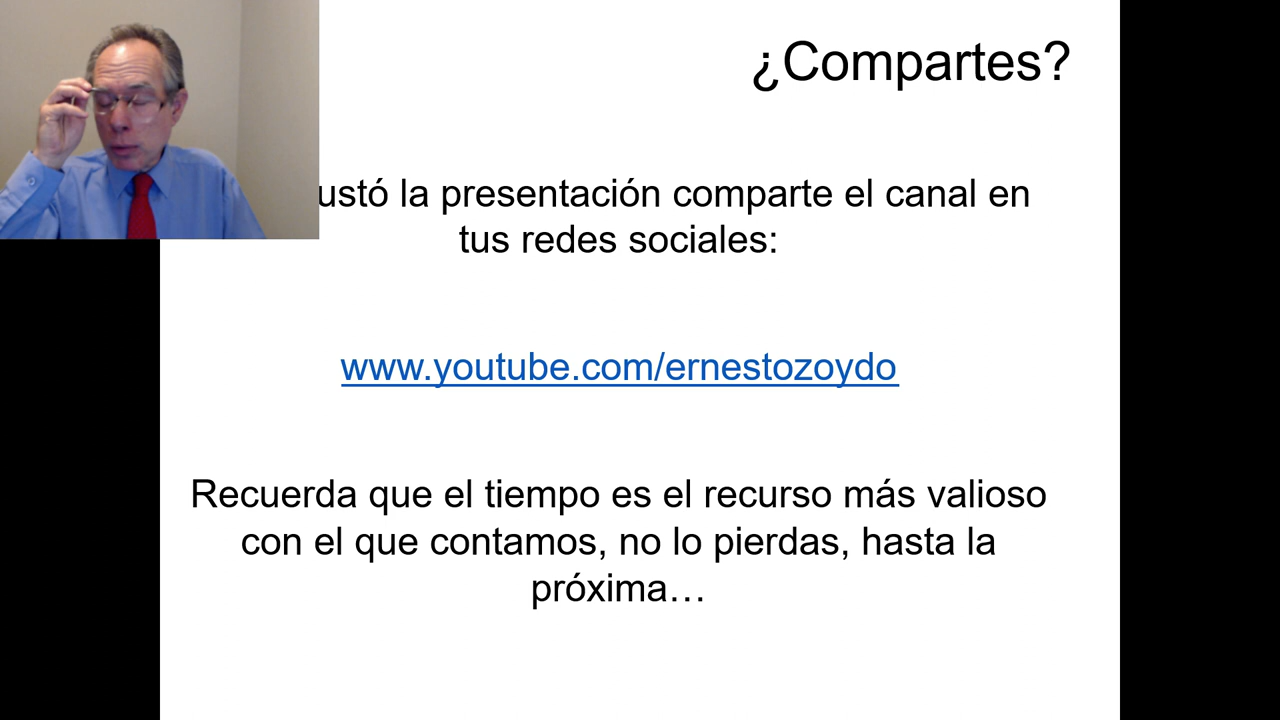 ¿Compartes?
la presentación comparte el canal en
tus redes sociales:
www.youtube.com/ernestozoydo
Recuerda que el tiempo es el recurso más valioso
con el que contamos, no lo pierdas, hasta la
próxima…